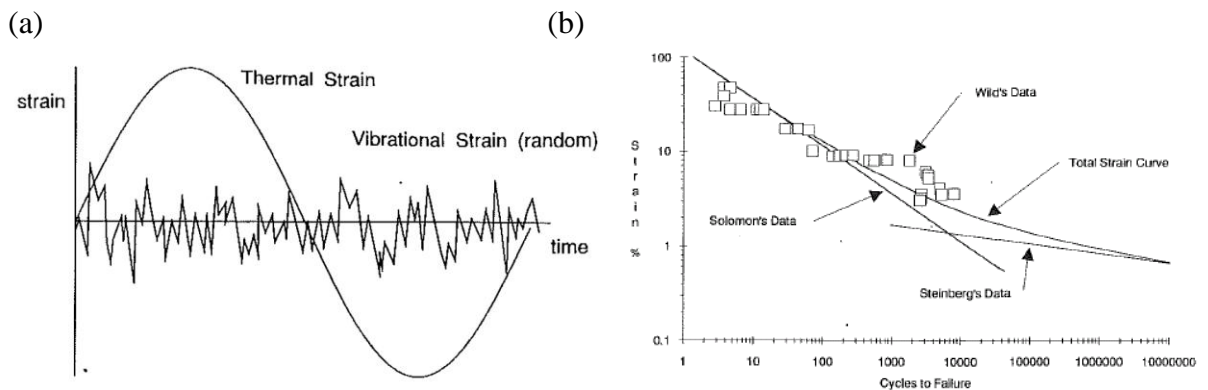 (a)
(b)
strain
Thermal Strain
Vibrational Strain (random)
time
100
10
1
0.1
Strain %
Wild's Data
Total Strain Curve
Solomon's Data
Steinberg's Data
1 10 100 1000 10000 100000 1000000 10000000
Cycles to Failure